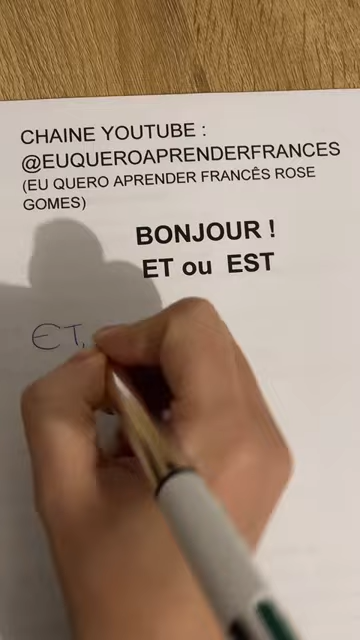 CHAINE YOUTUBE :
@EUQUEROAPRENDERFRANCES
(EU QUERO APRENDER FRANCÊS ROSE
GOMES)
BONJOUR !
ET ou EST
ET,